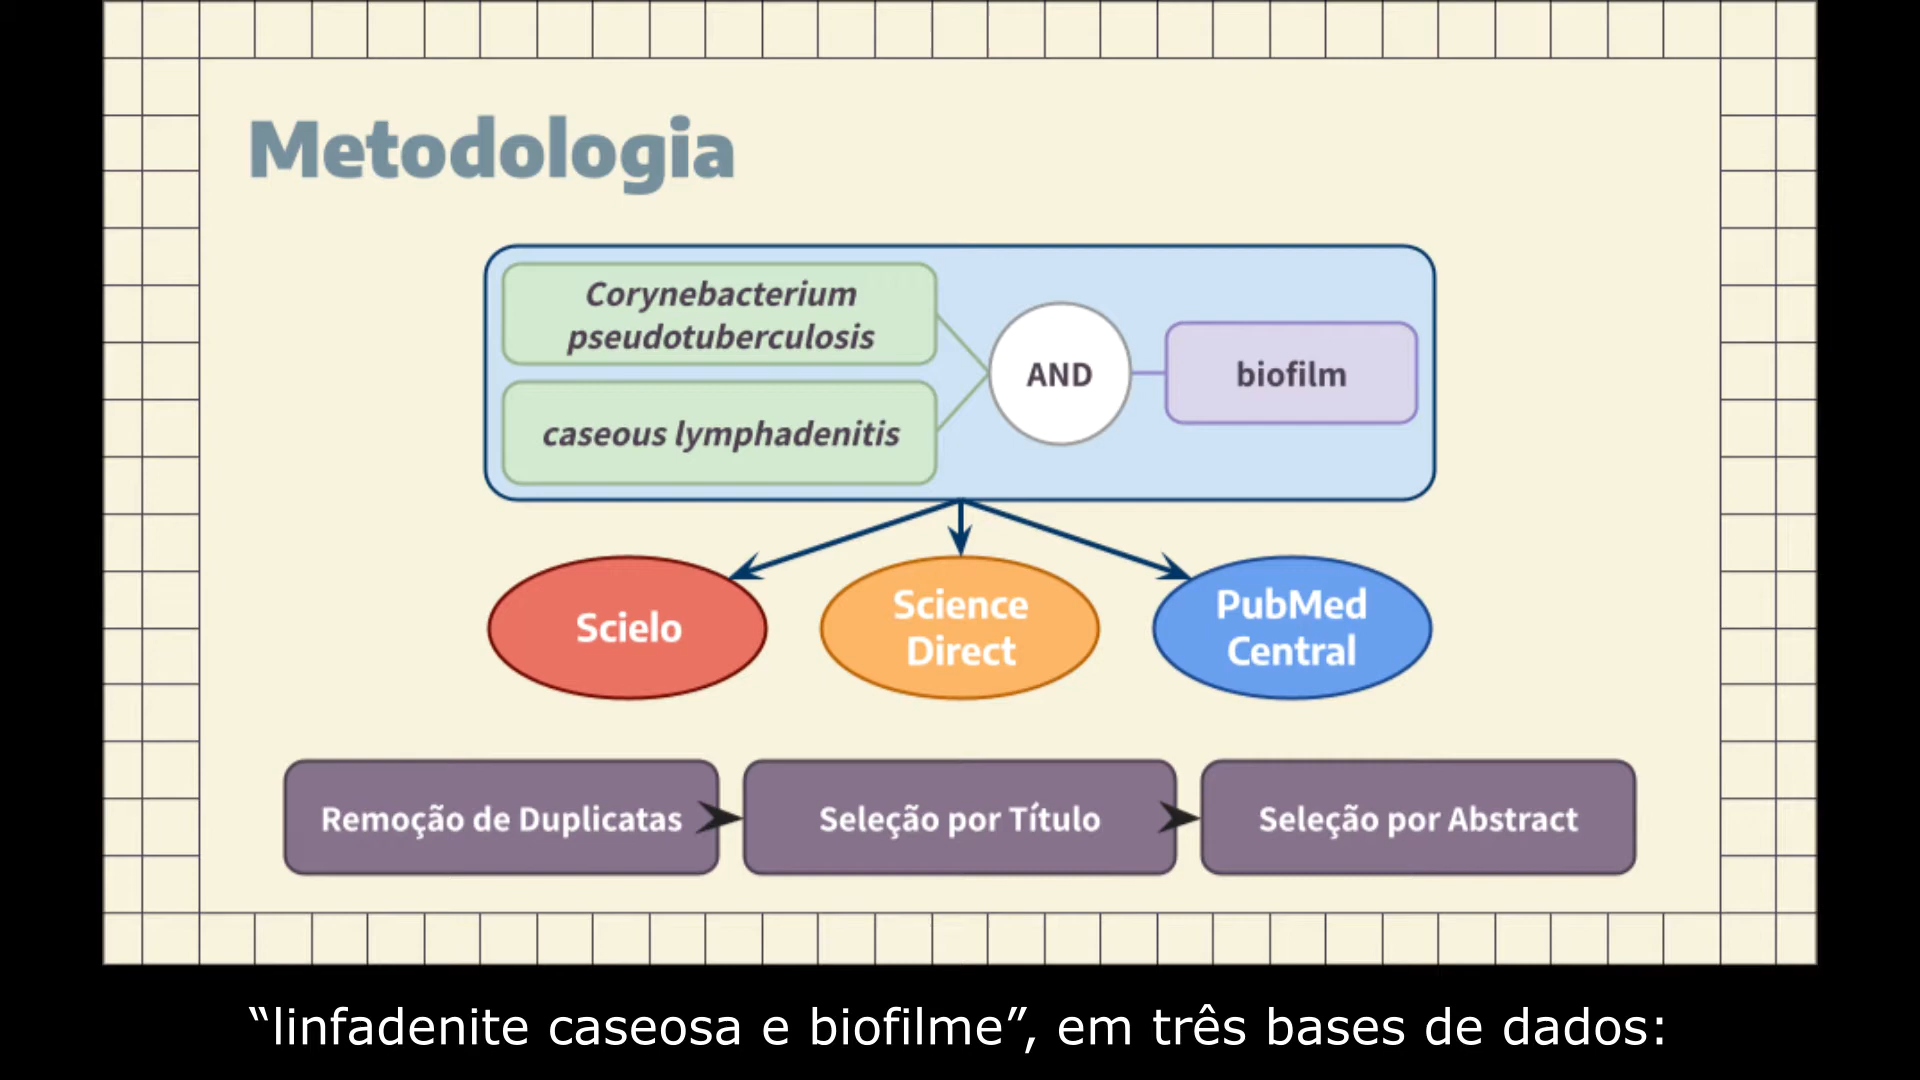 Metodologia
Corynebacterium
pseudotuberculosis
caseous lymphadenitis
AND
biofilm
Scielo
Science
Direct
PubMed
Central
Remoção de Duplicatas
Seleção por Título
Seleção por Abstract
“linfadenite caseosa e biofilme”, em três bases de dados: